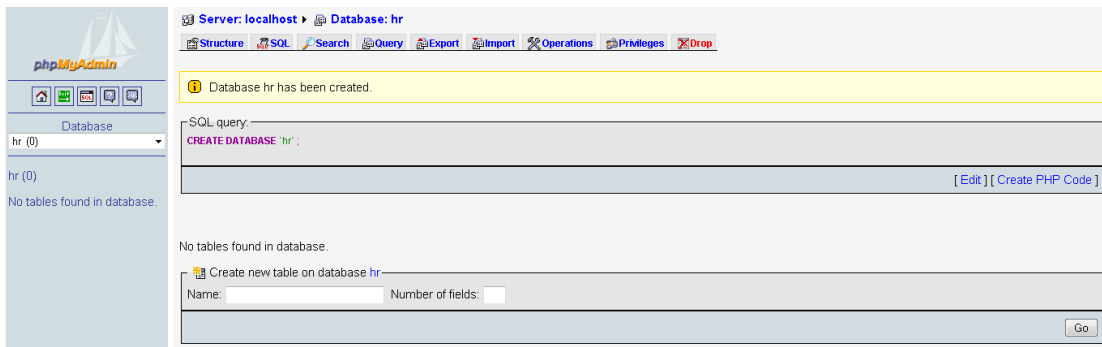 phpMyAdmin
Database
hr (0)
hr (0)
No tables found in database.
Server: localhost ▸ Database: hr
Structure SQL Search Query Export Import Operations Privileges Drop
Database hr has been created.
SQL query:
CREATE DATABASE `hr` ;
[ Edit ] [ Create PHP Code ]
No tables found in database.
Create new table on database hr
Name: Number of fields:
Go